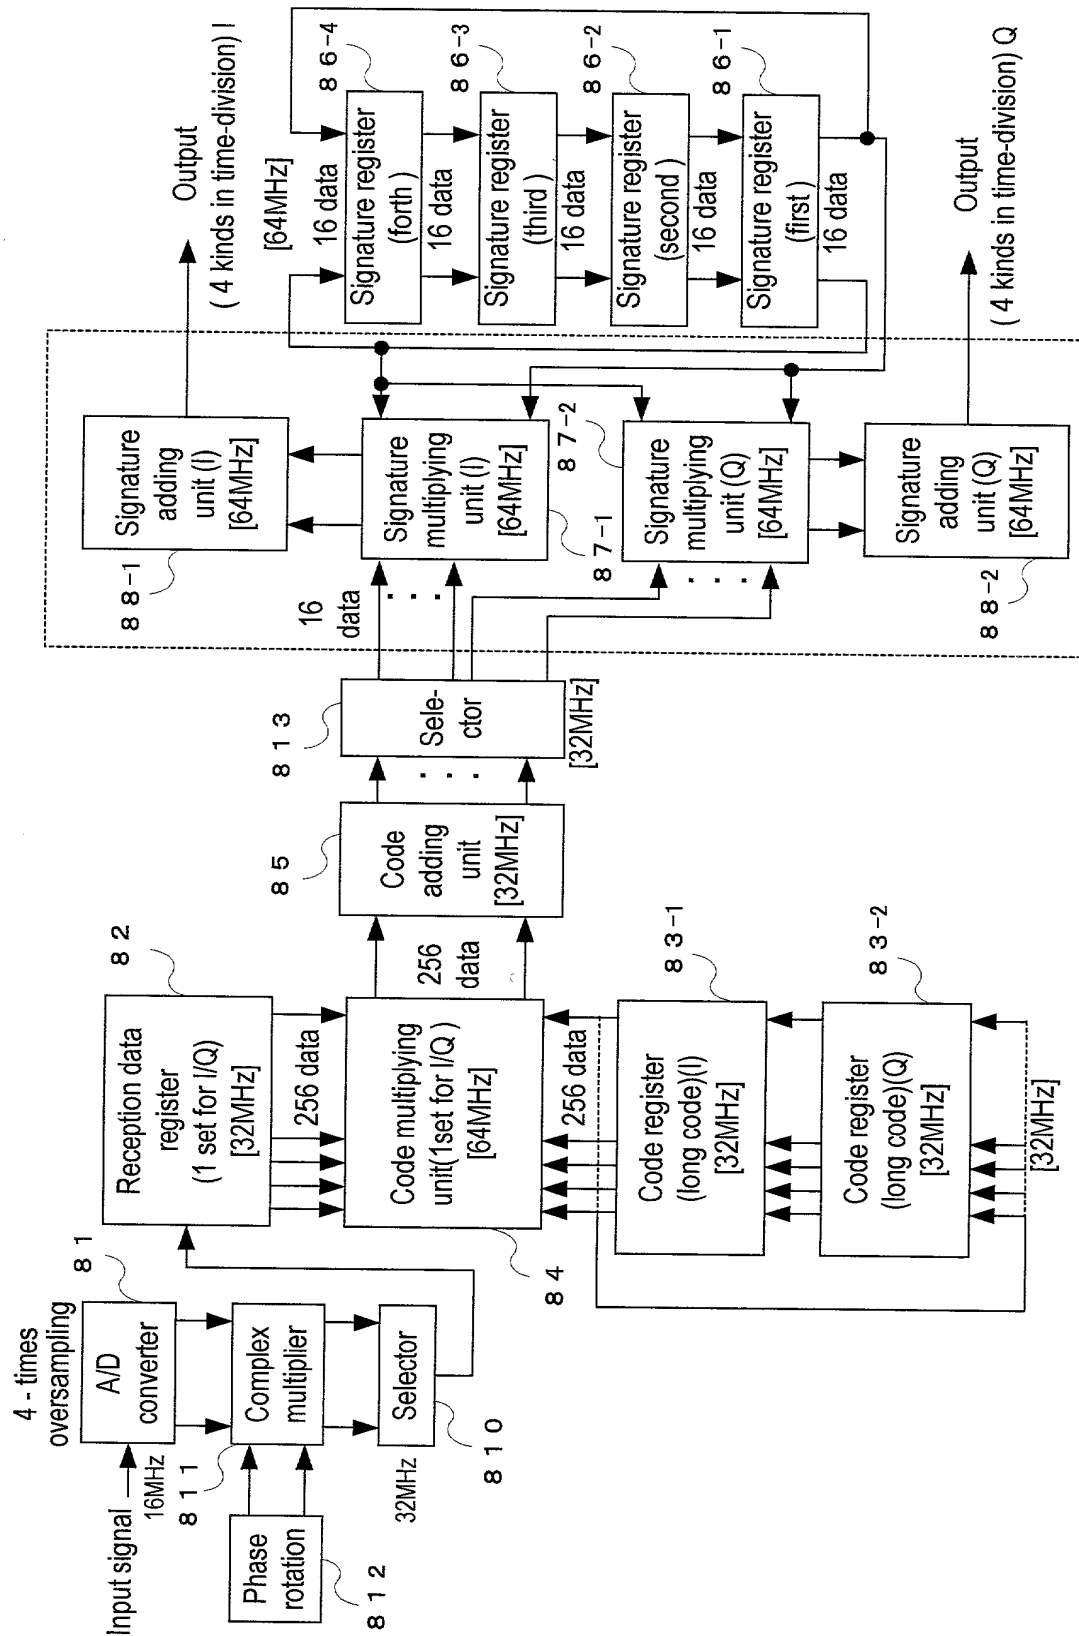 4 - times
oversampling
Input signal
16MHz
A/D
converter
8 1
Phase
rotation
8 1 2
Complex
multiplier
8 1 1
Selector
32MHz
8 1 0
Reception data
register
(1 set for I/Q)
[32MHz]
8 2
256 data
Code multiplying
unit(1set for I/Q )
[64MHz]
8 4
256 data
Code register
(long code)(I)
[32MHz]
8 3-1
Code register
(long code)(Q)
[32MHz]
8 3-2
[32MHz]
256
data
Code
adding
unit
[32MHz]
8 5
Sele-
ctor
[32MHz]
8 1 3
16
data
Signature
adding
unit (I)
[64MHz]
8 8-1
Signature
multiplying
unit (I)
[64MHz]
8 7-1
Signature
multiplying
unit (Q)
[64MHz]
8 7-2
Signature
adding
unit (Q)
[64MHz]
8 8-2
Output
( 4 kinds in time-division) I
[64MHz]
16 data
Signature register
(forth)
8 6-4
16 data
Signature register
(third )
8 6-3
16 data
Signature register
(second )
8 6-2
16 data
Signature register
(first )
8 6-1
16 data
Output
( 4 kinds in time-division) Q